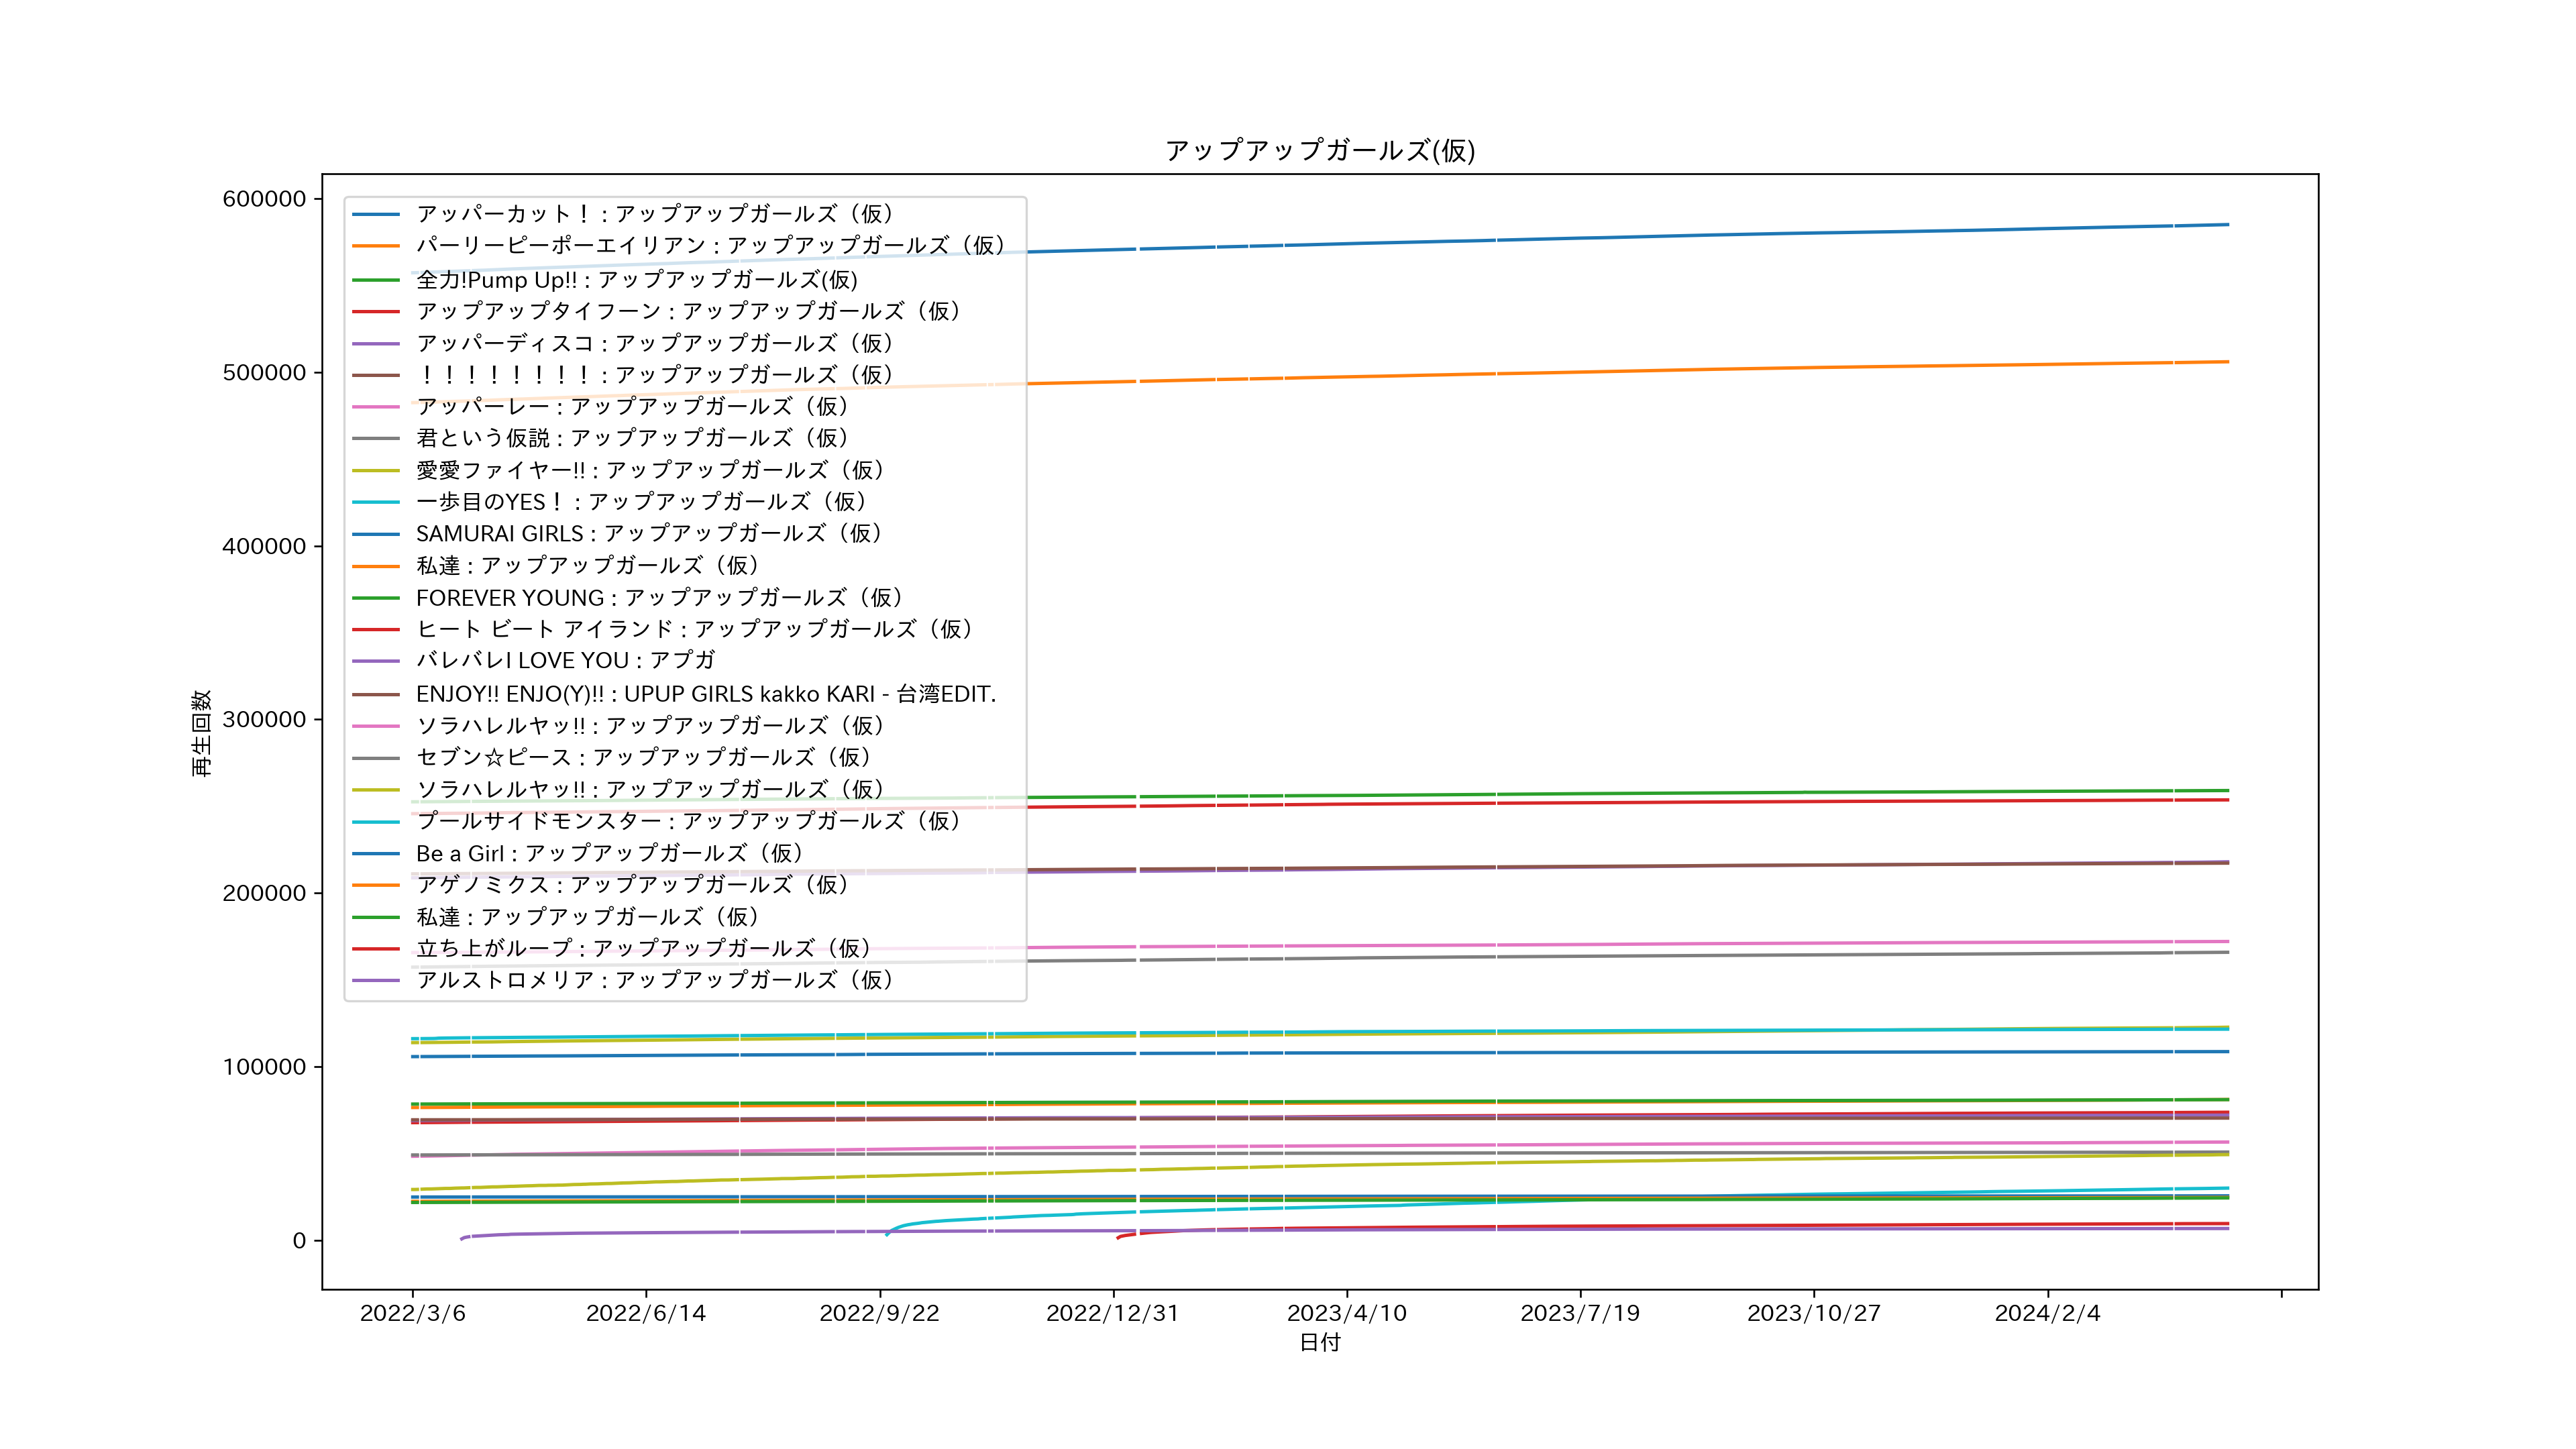 アップアップガールズ(仮)
600000
500000
400000
300000
200000
100000
0
再生回数
アッパーカット！ : アップアップガールズ（仮）
パーリーピーポーエイリアン : アップアップガールズ（仮）
全力!Pump Up!! : アップアップガールズ(仮)
アップアップタイフーン : アップアップガールズ（仮）
アッパーディスコ : アップアップガールズ（仮）
！！！！！！！！ : アップアップガールズ（仮）
アッパーレー : アップアップガールズ（仮）
君という仮説 : アップアップガールズ（仮）
愛愛ファイヤー!! : アップアップガールズ（仮）
一歩目のYES！ : アップアップガールズ（仮）
SAMURAI GIRLS : アップアップガールズ（仮）
私達 : アップアップガールズ（仮）
FOREVER YOUNG : アップアップガールズ（仮）
ヒート ビート アイランド : アップアップガールズ（仮）
バレバレI LOVE YOU : アプガ
ENJOY!! ENJO(Y)!! : UPUP GIRLS kakko KARI - 台湾EDIT.
ソラハレルヤッ!! : アップアップガールズ（仮）
セブン☆ピース : アップアップガールズ（仮）
ソラハレルヤッ!! : アップアップガールズ（仮）
プールサイドモンスター : アップアップガールズ（仮）
Be a Girl : アップアップガールズ（仮）
アゲノミクス : アップアップガールズ（仮）
私達 : アップアップガールズ（仮）
立ち上がループ : アップアップガールズ（仮）
アルストロメリア : アップアップガールズ（仮）
2022/3/6
2022/6/14
2022/9/22
2022/12/31
2023/4/10
2023/7/19
2023/10/27
2024/2/4
日付